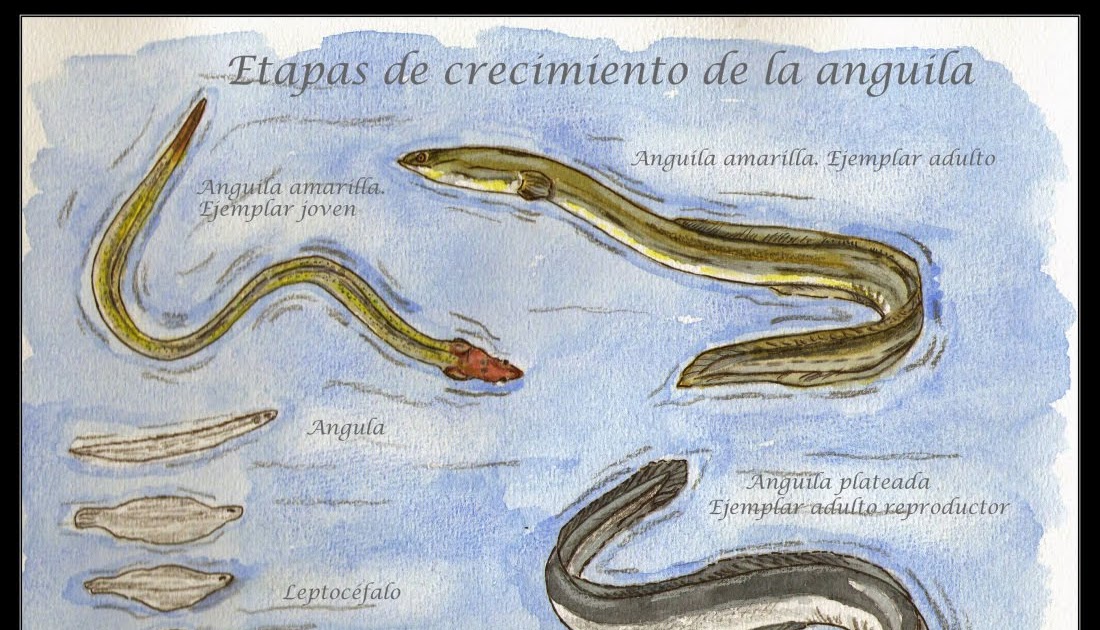 Etapas de crecimiento de la anguila
Anguila amarilla. Ejemplar adulto
Anguila amarilla.
Ejemplar joven
Angula
Anguila plateada
Ejemplar adulto reproductor
Leptocéfalo